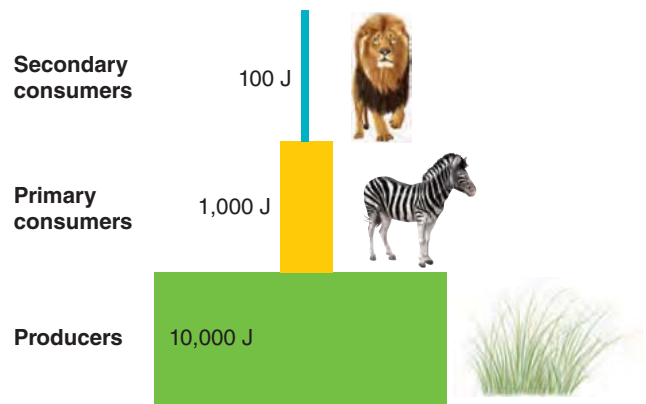 Secondary
consumers
100 J
Primary
consumers
1,000 J
Producers
10,000 J